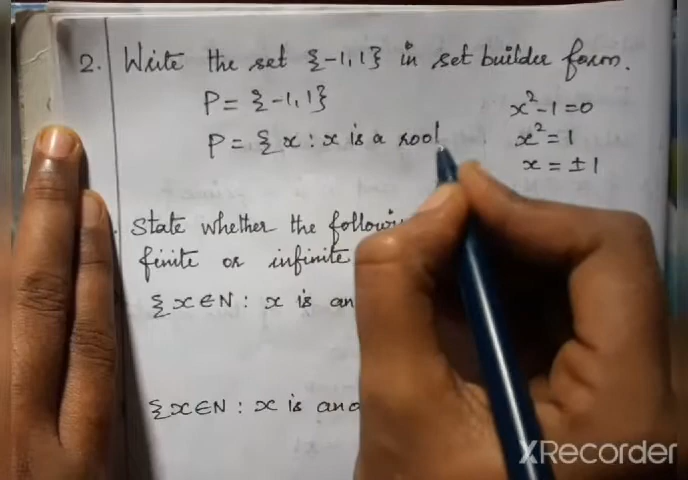 2. Write the set {-1, 1} in set builder form.
P = {-1, 1}
P = { x : x is a root
x² - 1 = 0
x² = 1
x = ± 1
State whether the
finite or infinite
{x ∈ N : x is an
{x ∈ N : x is an
XRecorder